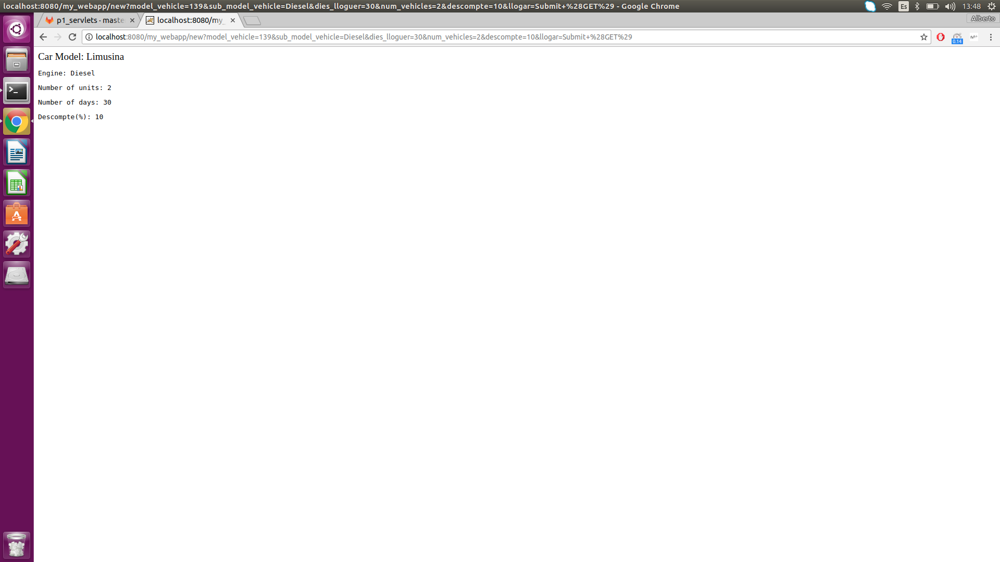 localhost:8080/my_webapp/new?model_vehicle=139&sub_model_vehicle=Diesel&dies_lloguer=30&num_vehicles=2&descompte=10&llogar=Submit+%28GET%29 - Google Chrome
Es
13:48
p1_servlets · maste
localhost:8080/my_
Alberto
localhost:8080/my_webapp/new?model_vehicle=139&sub_model_vehicle=Diesel&dies_lloguer=30&num_vehicles=2&descompte=10&llogar=Submit+%28GET%29
0.14
Car Model: Limusina
Engine: Diesel
Number of units: 2
Number of days: 30
Descompte(%): 10